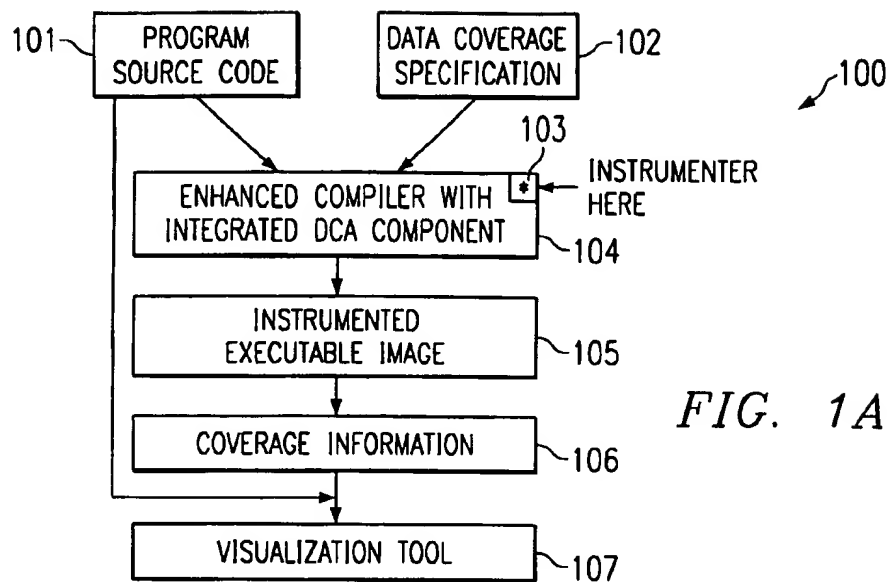 101
PROGRAM
SOURCE CODE
DATA COVERAGE
SPECIFICATION
102
100
103
*
INSTRUMENTER
HERE
ENHANCED COMPILER WITH
INTEGRATED DCA COMPONENT
104
INSTRUMENTED
EXECUTABLE IMAGE
105
FIG. 1A
COVERAGE INFORMATION
106
VISUALIZATION TOOL
107